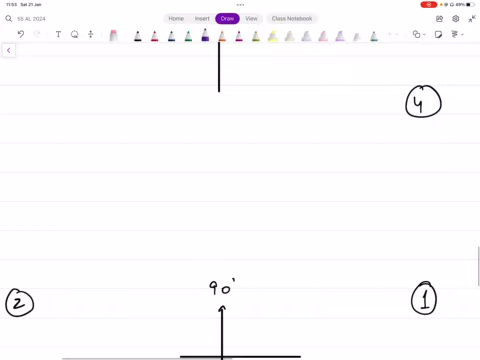 11:53 Sat 21 Jan
49%
SS AL 2024
Home Insert Draw View Class Notebook
4
90°
2 1